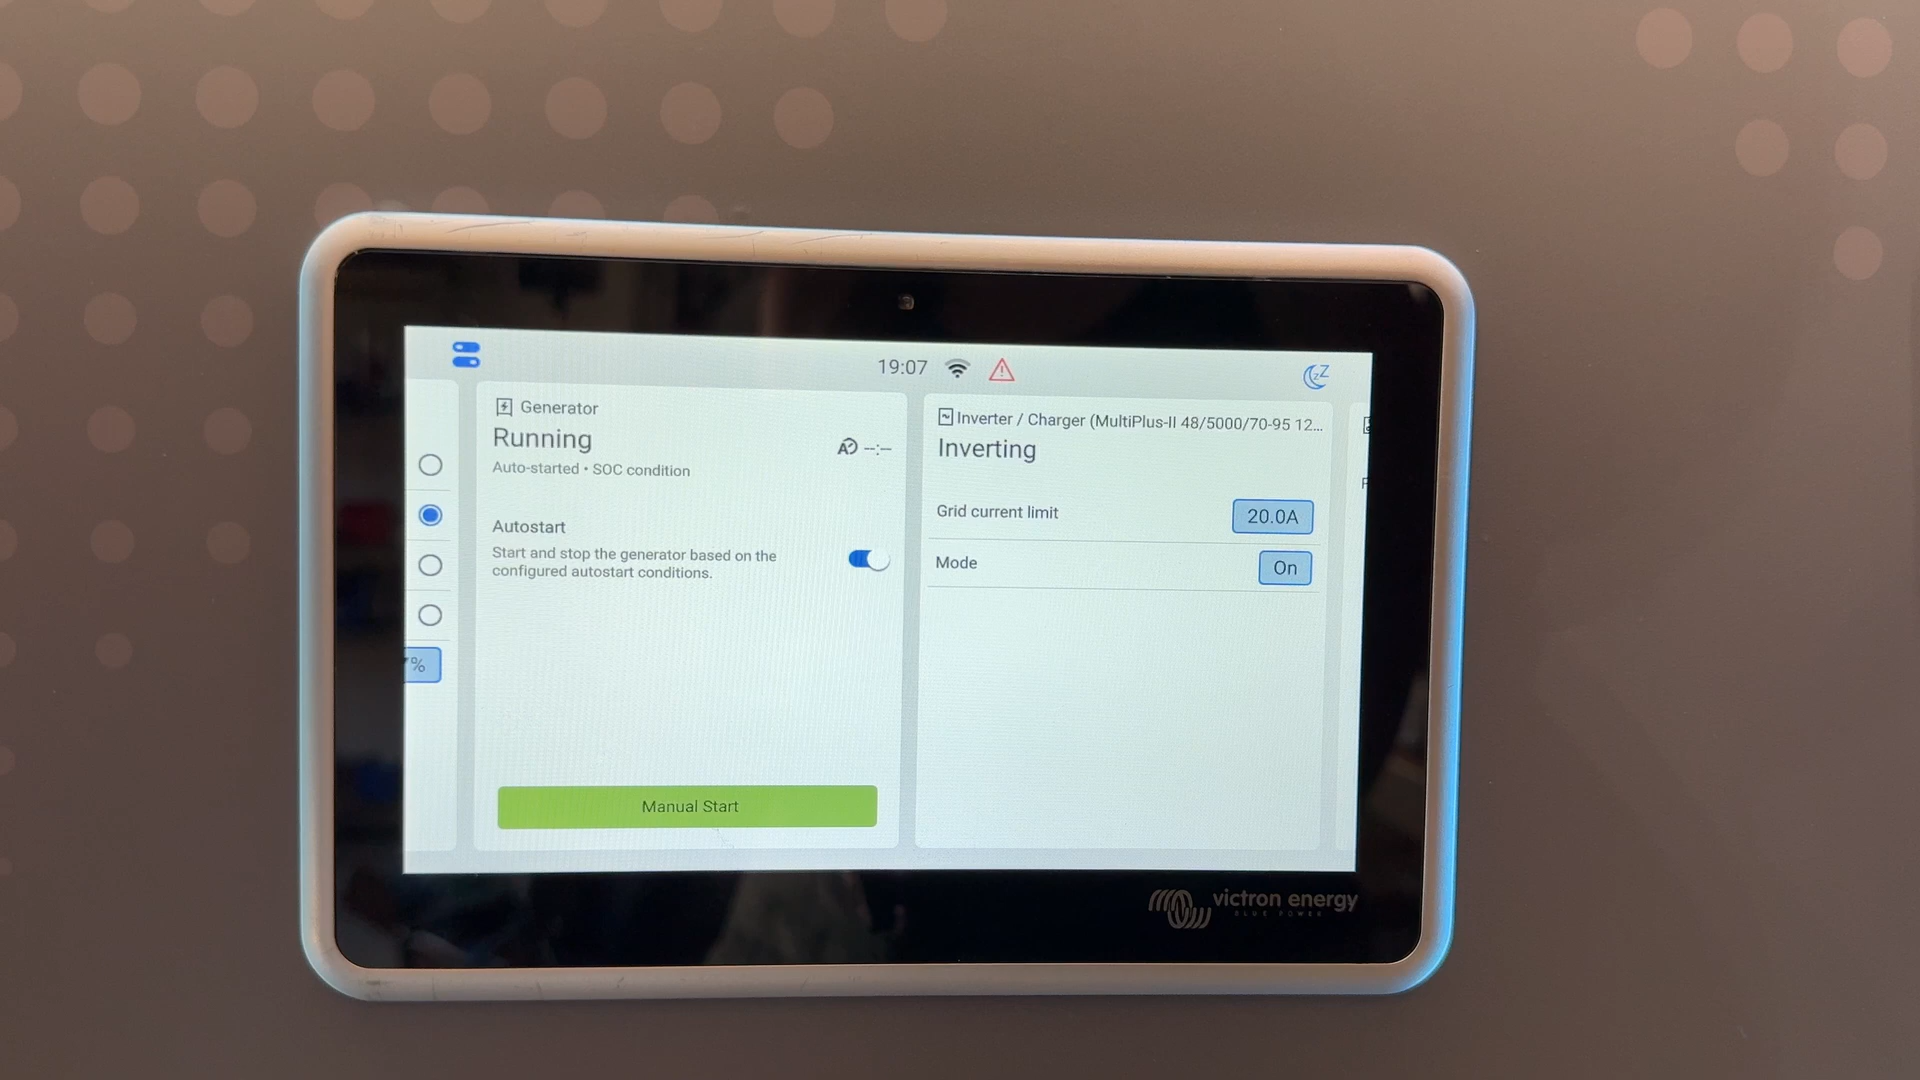 19:07
Generator
Running
--:--
Auto-started • SOC condition
Autostart
Start and stop the generator based on the
configured autostart conditions.
Manual Start
%
Inverter / Charger (MultiPlus-II 48/5000/70-95 12...
Inverting
Grid current limit
20.0A
Mode
On
victron energy
BLUE POWER